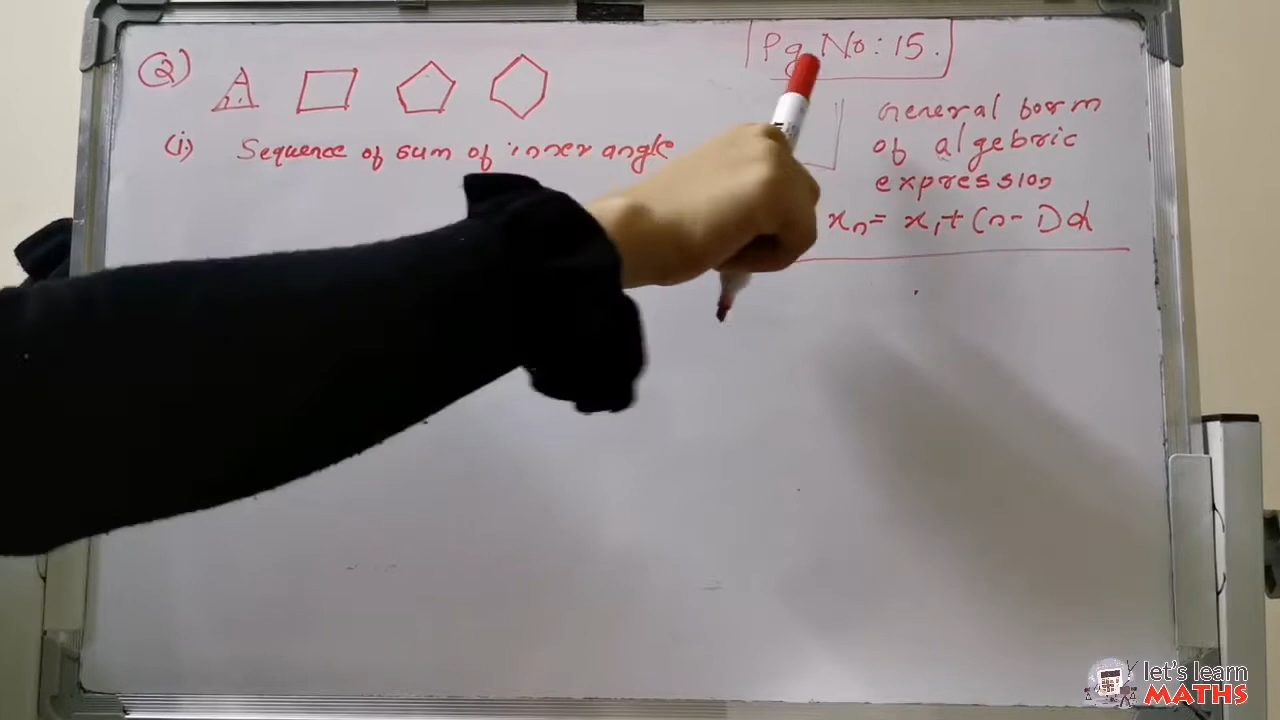 Q)
Pg No: 15.
(i) Sequence of sum of inner angle
General form
of algebric
expression
xn = x1 + (n-1)d
let's learn
MATHS